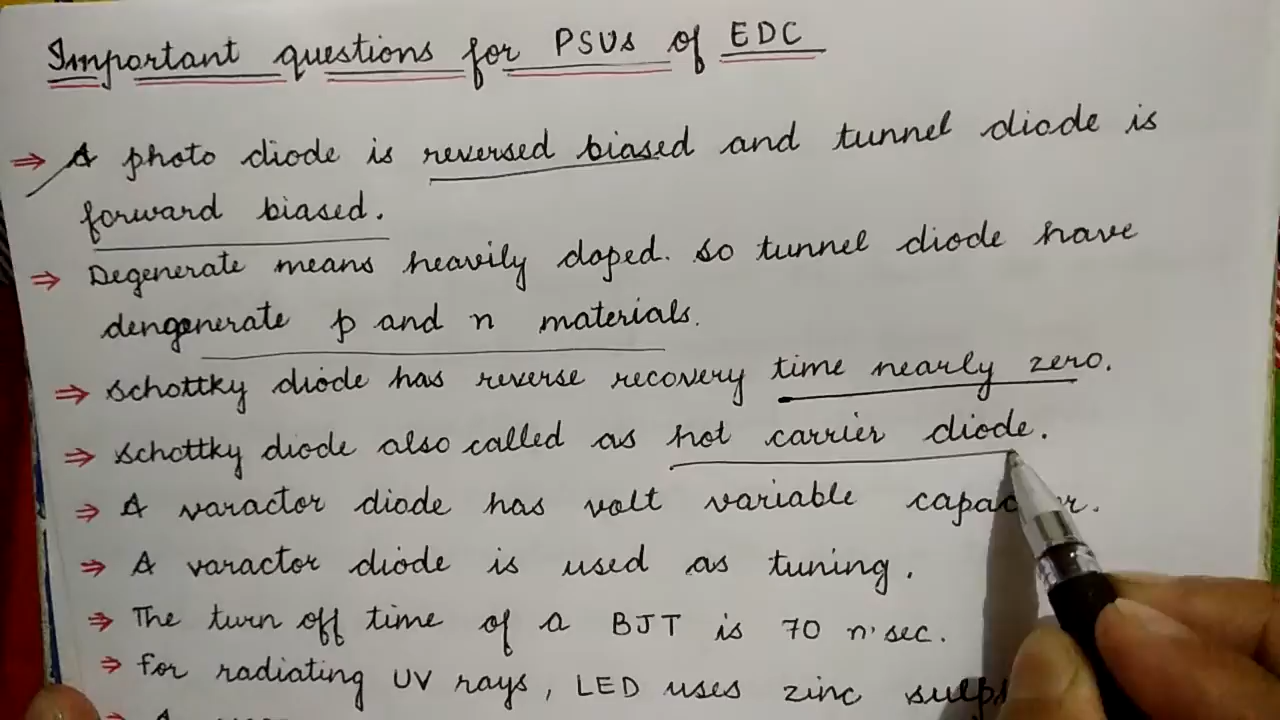 Important questions for PSUs of EDC
⇒ A photo diode is reversed biased and tunnel diode is
forward biased.
⇒ Degenerate means heavily doped. so tunnel diode have
dengenerate p and n materials.
⇒ schottky diode has reverse recovery time nearly zero.
⇒ schottky diode also called as hot carrier diode.
⇒ A varactor diode has volt variable
⇒ A varactor diode is used as tuning.
⇒ The turn off time of a BJT is 70 n·sec.
⇒ For radiating UV rays, LED uses zinc